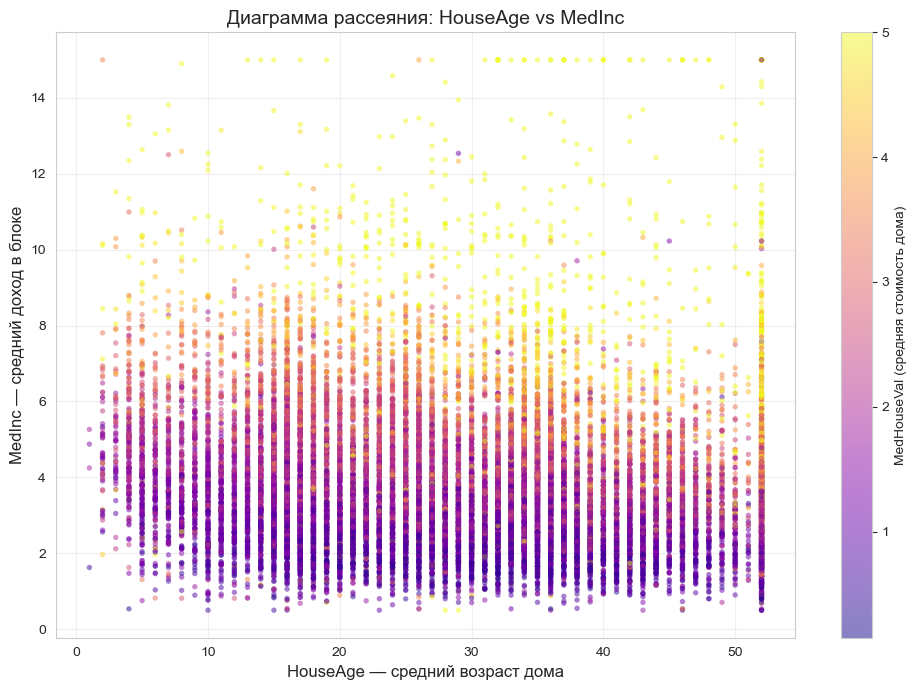 Диаграмма рассеяния: HouseAge vs MedInc
MedInc — средний доход в блоке
14
12
10
8
6
4
2
0
0 10 20 30 40 50
HouseAge — средний возраст дома
5
4
3
2
1
MedHouseVal (средняя стоимость дома)